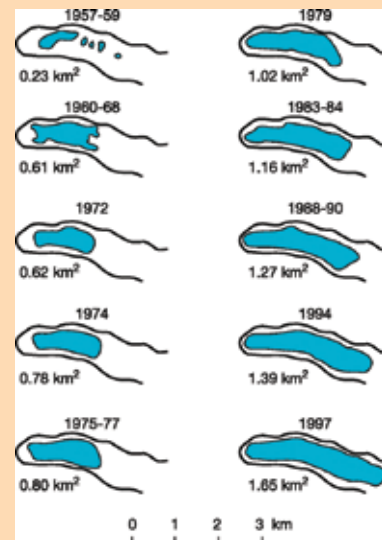 1957-59
0.23 km²
1960-68
0.61 km²
1972
0.62 km²
1974
0.78 km²
1975-77
0.80 km²
1979
1.02 km²
1983-84
1.16 km²
1988-90
1.27 km²
1994
1.39 km²
1997
1.65 km²
0 1 2 3 km